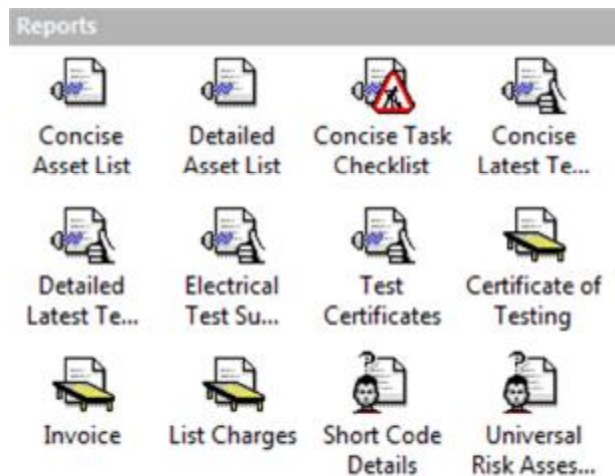 Reports
Concise Asset List
Detailed Asset List
Concise Task Checklist
Concise Latest Te...
Detailed Latest Te...
Electrical Test Su...
Test Certificates
Certificate of Testing
Invoice
List Charges
Short Code Details
Universal Risk Asses...